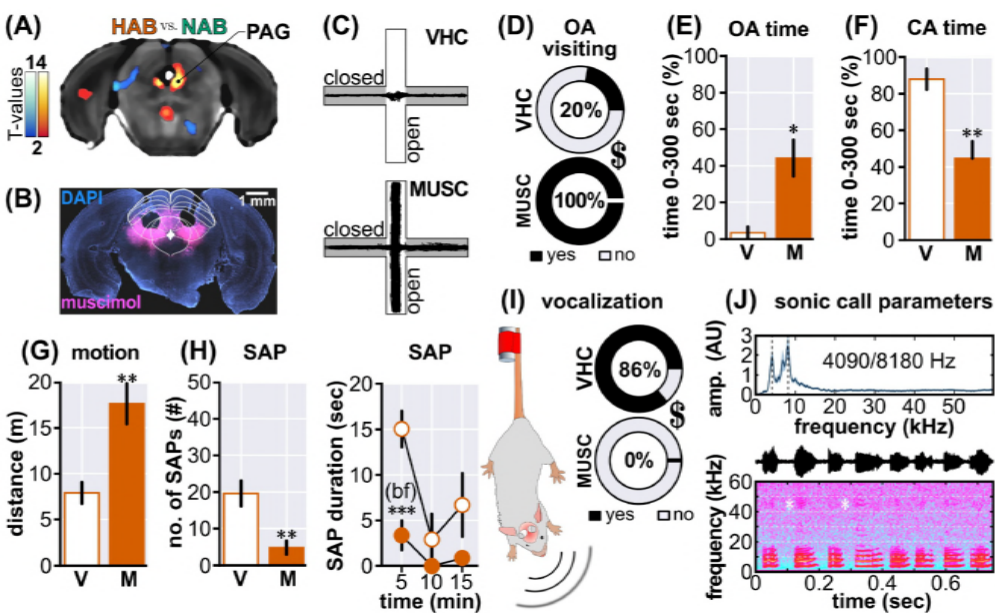 (A)
HAB vs. NAB
PAG
14
T-values
2
(B)
DAPI
1 mm
muscimol
(C)
VHC
closed
open
MUSC
closed
open
(D)
OA
visiting
VHC
20%
$
MUSC
100%
yes no
(E)
OA time
time 0-300 sec (%)
100
80
60
40
20
0
*
V M
(F)
CA time
time 0-300 sec (%)
100
80
60
40
20
0
**
V M
(G)
motion
distance (m)
20
15
10
5
0
**
V M
(H)
SAP
no. of SAPs (#)
50
40
30
20
10
0
**
V M
SAP
SAP duration (sec)
20
15
10
5
0
(bf)
***
5 10 15
time (min)
(I)
vocalization
VHC
86%
$
MUSC
0%
yes no
(J)
sonic call parameters
amp. (AU)
3
2
1
0
4090/8180 Hz
0 10 20 30 40 50
frequency (kHz)
frequency (kHz)
60
40
20
0
* *
0 0.2 0.4 0.6
time (sec)